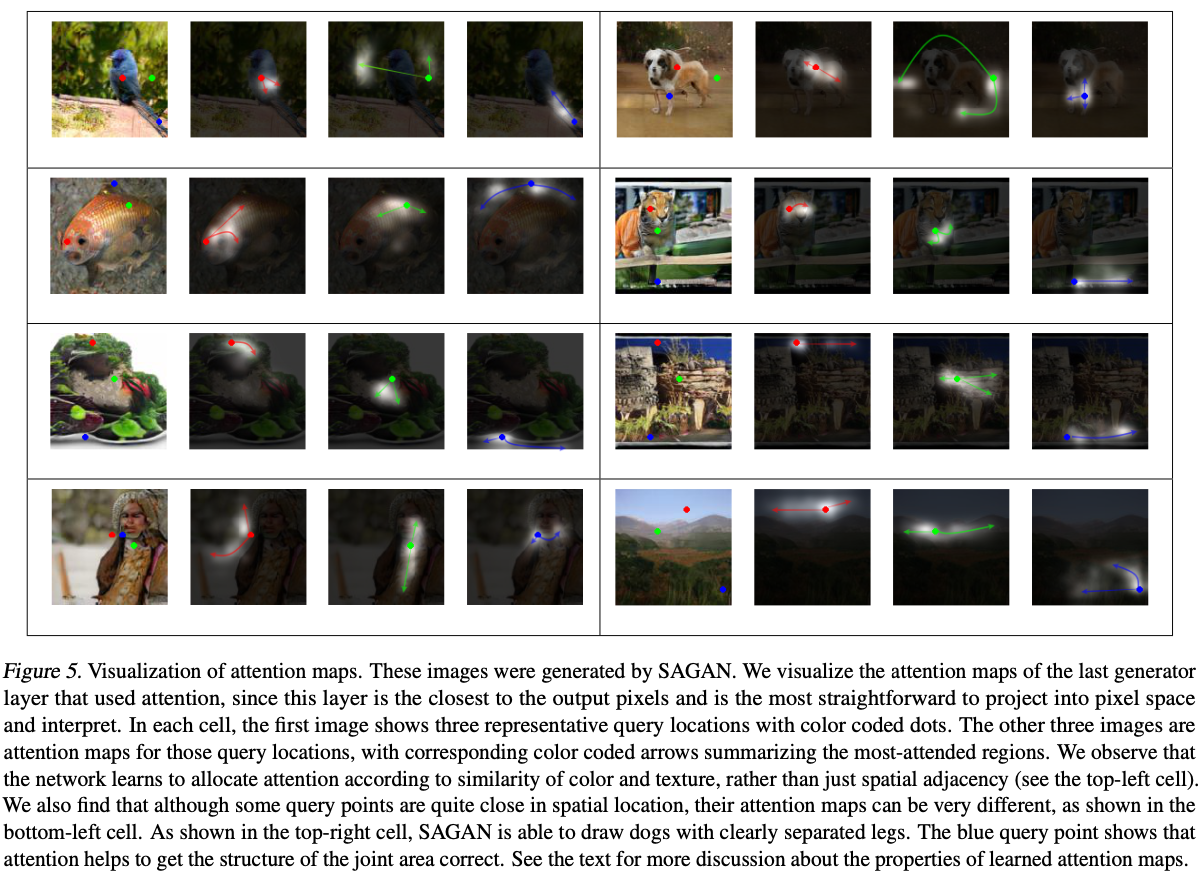 Figure 5. Visualization of attention maps. These images were generated by SAGAN. We visualize the attention maps of the last generator
layer that used attention, since this layer is the closest to the output pixels and is the most straightforward to project into pixel space
and interpret. In each cell, the first image shows three representative query locations with color coded dots. The other three images are
attention maps for those query locations, with corresponding color coded arrows summarizing the most-attended regions. We observe that
the network learns to allocate attention according to similarity of color and texture, rather than just spatial adjacency (see the top-left cell).
We also find that although some query points are quite close in spatial location, their attention maps can be very different, as shown in the
bottom-left cell. As shown in the top-right cell, SAGAN is able to draw dogs with clearly separated legs. The blue query point shows that
attention helps to get the structure of the joint area correct. See the text for more discussion about the properties of learned attention maps.